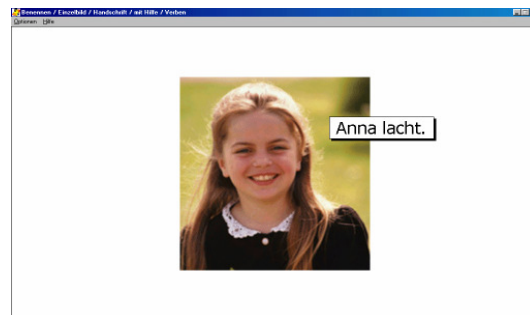 Benennen / Einzelbild / Handschrift / mit Hilfe / Verben
Optionen Hilfe
Anna lacht.